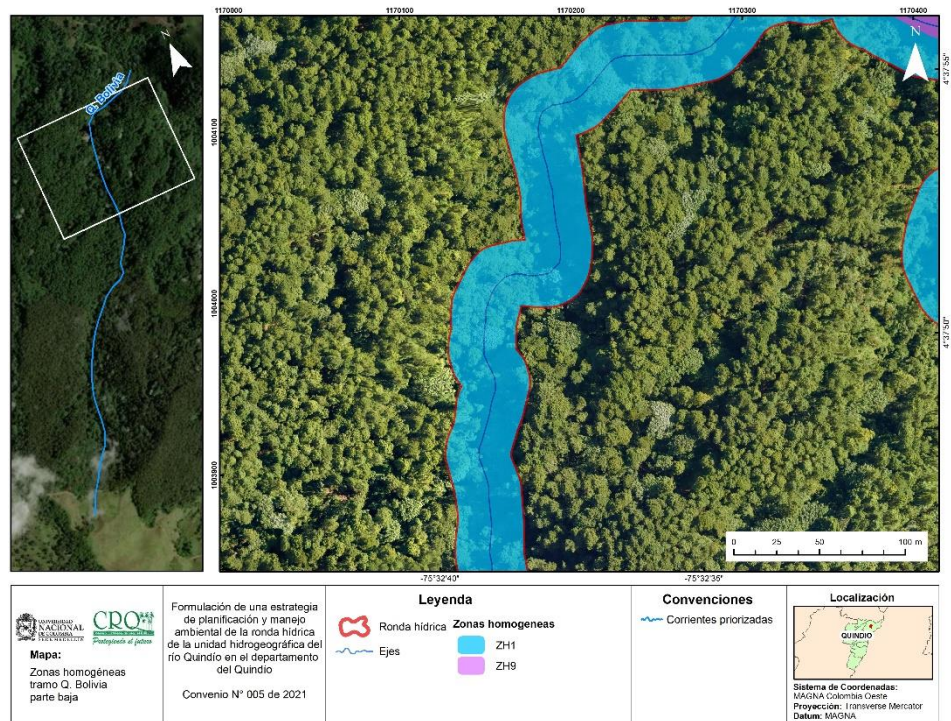 1170000
1170100
1170200
1170300
1170400
N
Q. Bolivia
N
4°37'55"
1004100
1004000
4°37'50"
1003900
0
25
50
100 m
-75°32'40"
-75°32'35"
UNIVERSIDAD
NACIONAL
DE COLOMBIA
CRQ
Protegiendo el futuro
Mapa:
Zonas homogéneas
tramo Q. Bolivia
parte baja
Formulación de una estrategia
de planificación y manejo
ambiental de la ronda hídrica
de la unidad hidrogeográfica del
río Quindío en el departamento
del Quindio
Convenio N° 005 de 2021
Leyenda
Ronda hídrica
Ejes
Zonas homogeneas
ZH1
ZH9
Convenciones
Corrientes priorizadas
Localización
QUINDIO
Sistema de Coordenadas:
MAGNA Colombia Oeste
Proyección: Transverse Mercator
Datum: MAGNA